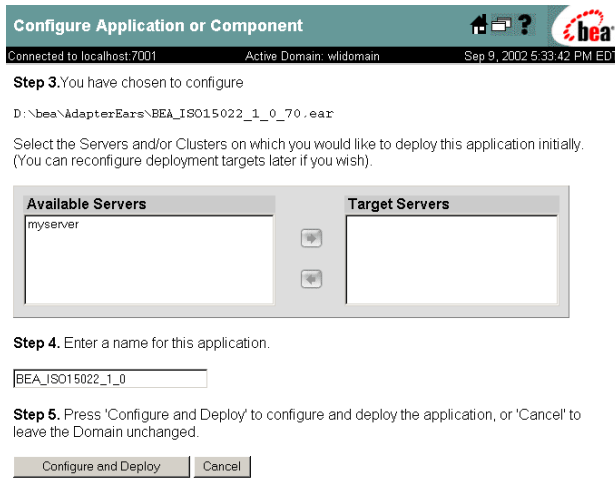 Configure Application or Component
?
bea
Connected to localhost:7001 Active Domain: wlidomain Sep 9, 2002 5:33:42 PM EDT
Step 3.You have chosen to configure
D:\bea\AdapterEars\BEA_ISO15022_1_0_70.ear
Select the Servers and/or Clusters on which you would like to deploy this application initially.
(You can reconfigure deployment targets later if you wish).
Available Servers Target Servers
myserver
Step 4. Enter a name for this application.
BEA_ISO15022_1_0
Step 5. Press 'Configure and Deploy' to configure and deploy the application, or 'Cancel' to
leave the Domain unchanged.
Configure and Deploy Cancel